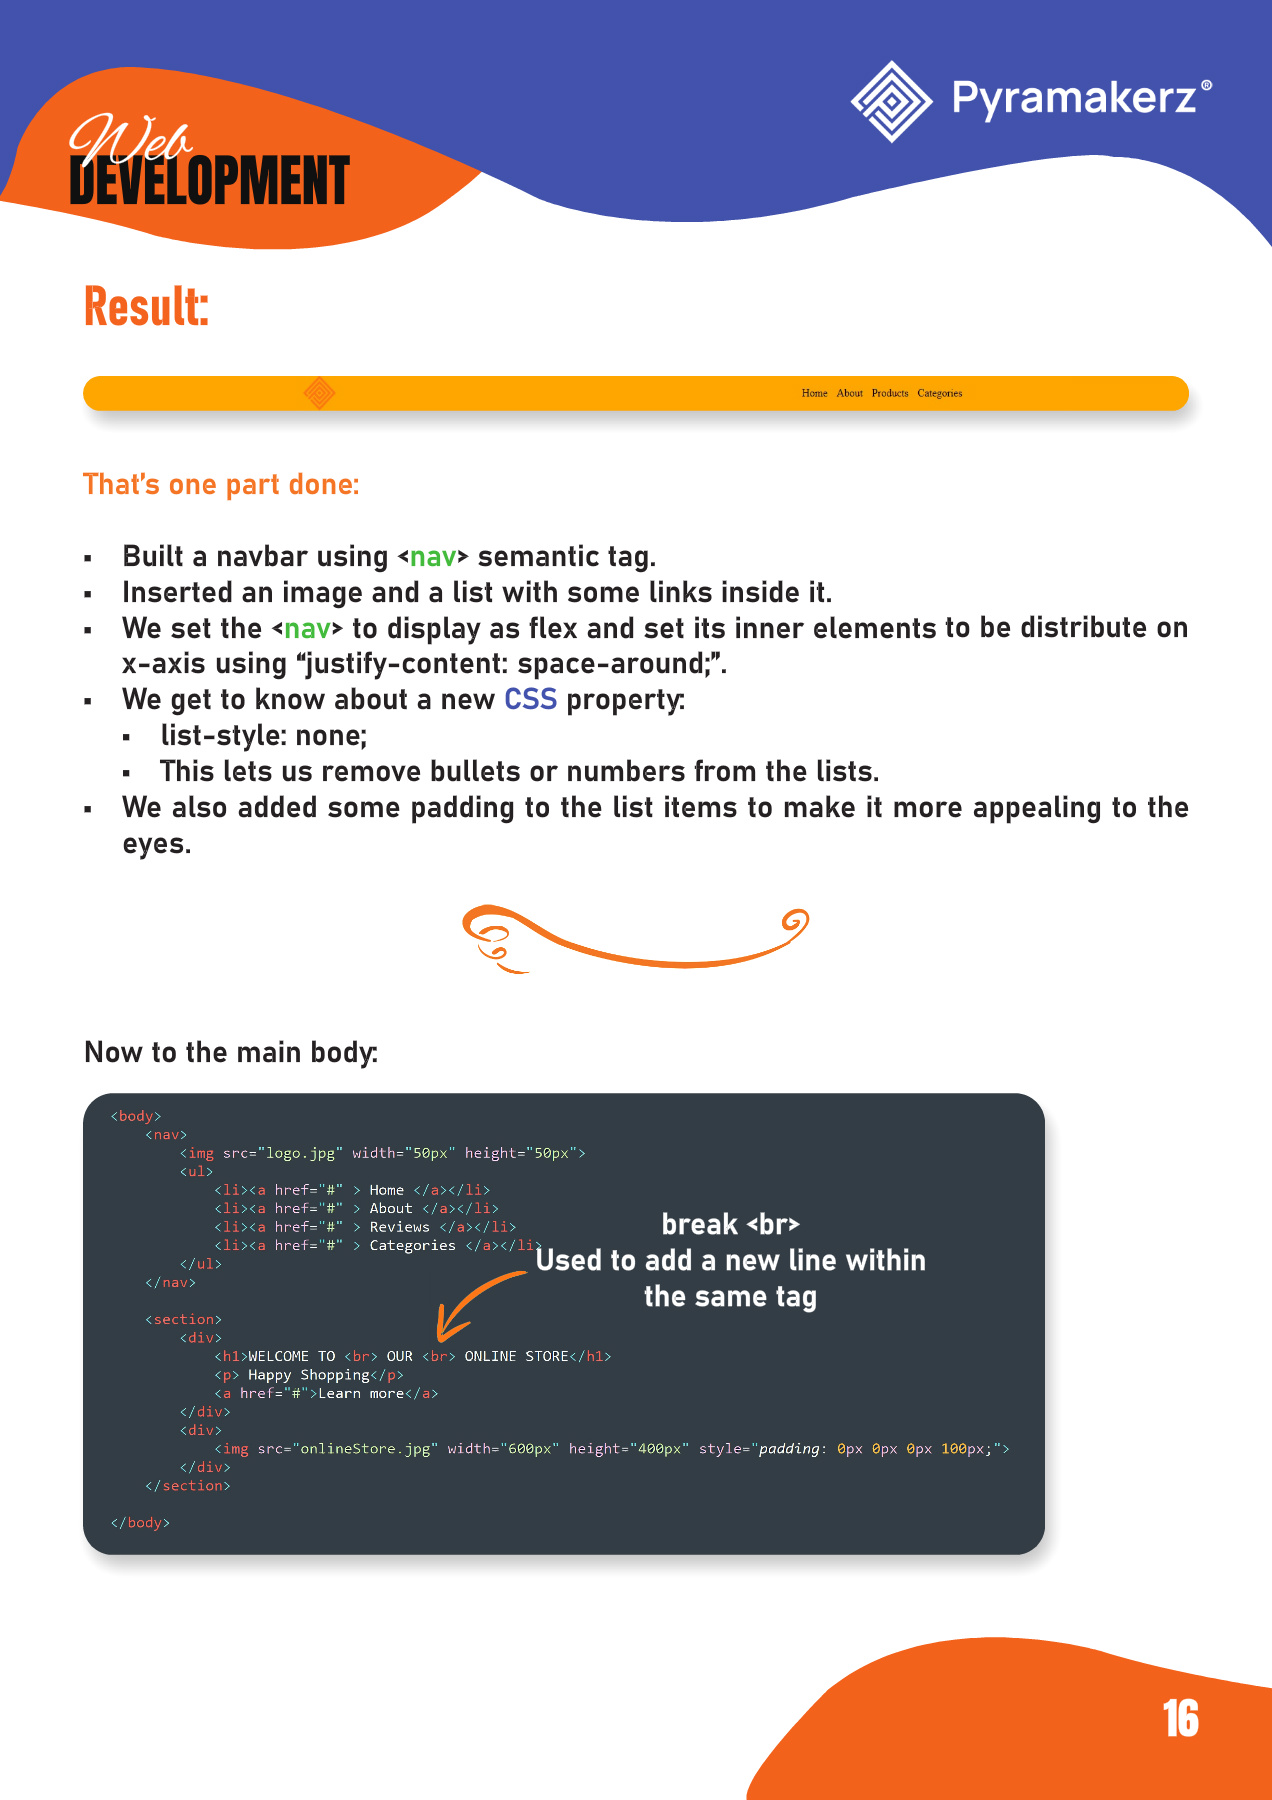 Web
DEVELOPMENT
Pyramakerz®
Result:
Home About Products Categories
That's one part done:
▪ Built a navbar using <nav> semantic tag.
▪ Inserted an image and a list with some links inside it.
▪ We set the <nav> to display as flex and set its inner elements to be distribute on
x-axis using “justify-content: space-around;”.
▪ We get to know about a new CSS property:
▪ list-style: none;
▪ This lets us remove bullets or numbers from the lists.
▪ We also added some padding to the list items to make it more appealing to the
eyes.
Now to the main body:
<body>
<nav>
<img src="logo.jpg" width="50px" height="50px">
<ul>
<li><a href="#" > Home </a></li>
<li><a href="#" > About </a></li>
<li><a href="#" > Reviews </a></li>
<li><a href="#" > Categories </a></li>
</ul>
</nav>
break <br>
Used to add a new line within
the same tag
<section>
<div>
<h1>WELCOME TO <br> OUR <br> ONLINE STORE</h1>
<p> Happy Shopping</p>
<a href="#">Learn more</a>
</div>
<div>
<img src="onlineStore.jpg" width="600px" height="400px" style="padding: 0px 0px 0px 100px;">
</div>
</section>
</body>
16